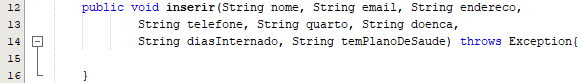 12 public void inserir(String nome, String email, String endereco,
13 String telefone, String quarto, String doenca,
14 String diasInternado, String temPlanoDeSaude) throws Exception{
15
16 }